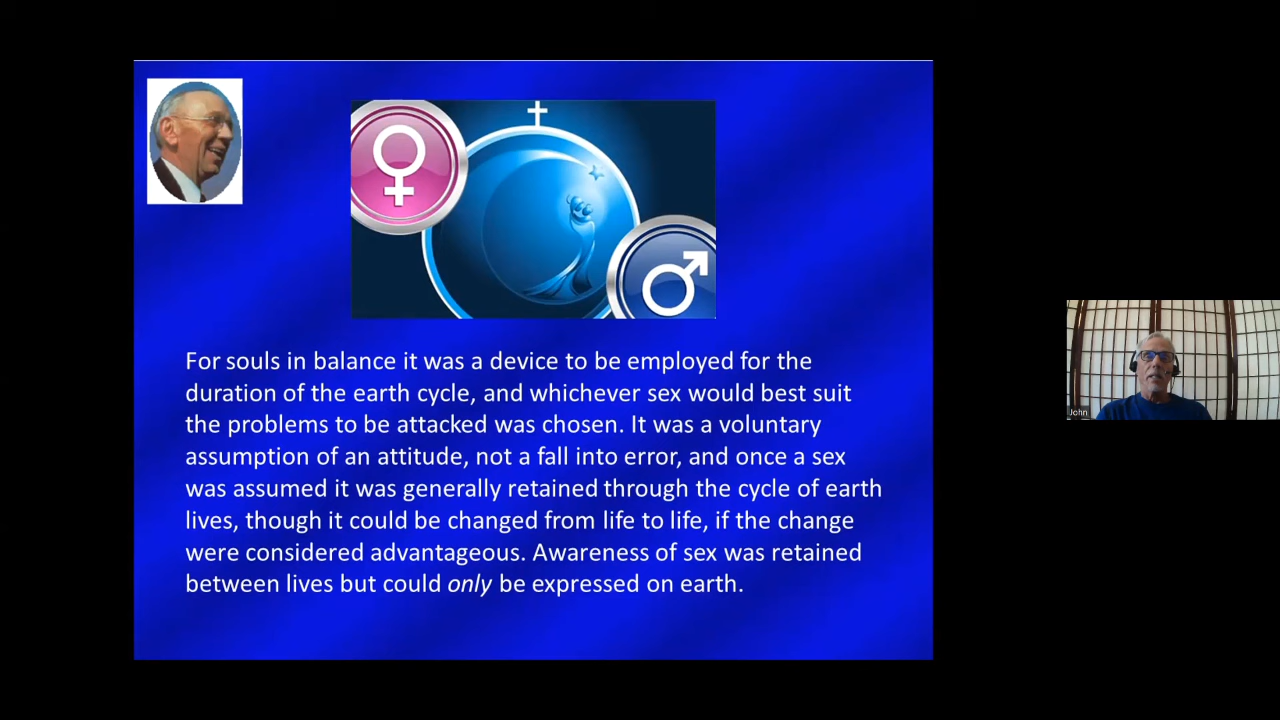 For souls in balance it was a device to be employed for the
duration of the earth cycle, and whichever sex would best suit
the problems to be attacked was chosen. It was a voluntary
assumption of an attitude, not a fall into error, and once a sex
was assumed it was generally retained through the cycle of earth
lives, though it could be changed from life to life, if the change
were considered advantageous. Awareness of sex was retained
between lives but could only be expressed on earth.
John